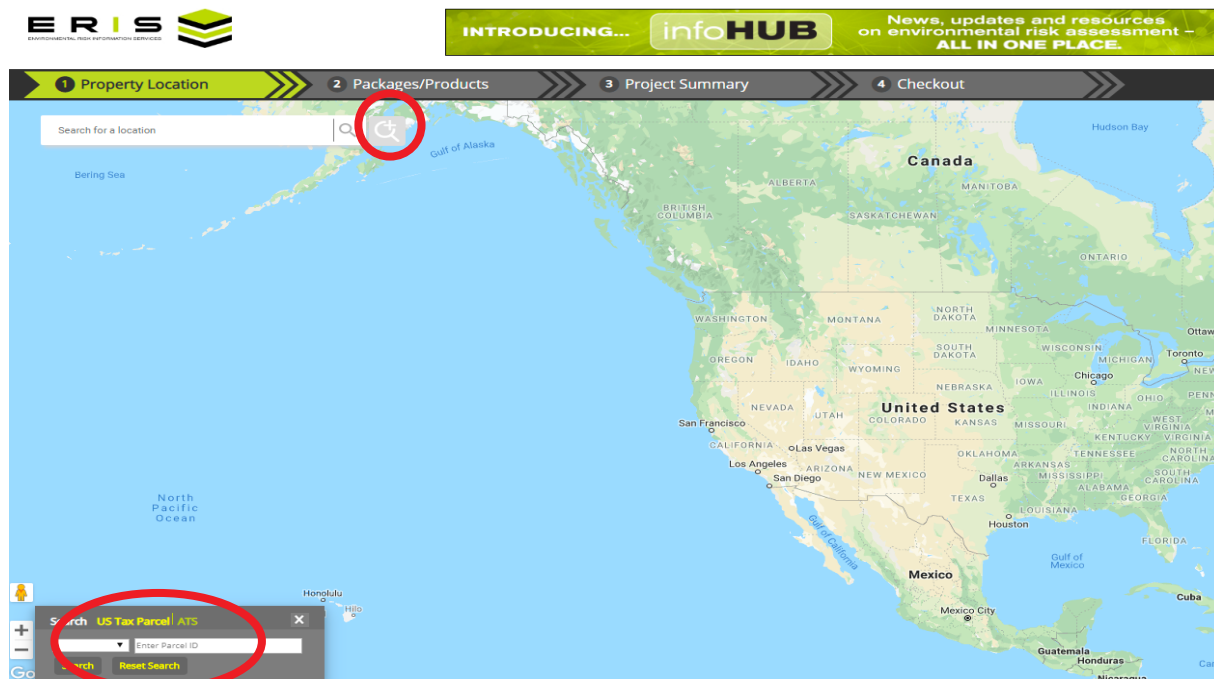 ERIS
ENVIRONMENTAL RISK INFORMATION SERVICES
INTRODUCING... infoHUB
News, updates and resources
on environmental risk assessment –
ALL IN ONE PLACE.
1 Property Location 2 Packages/Products 3 Project Summary 4 Checkout
Search for a location
Hudson Bay
Gulf of Alaska
Canada
Bering Sea
ALBERTA
MANITOBA
BRITISH
COLUMBIA
SASKATCHEWAN
ONTARIO
NORTH
DAKOTA
WASHINGTON
MONTANA
MINNESOTA
Ottaw
SOUTH
DAKOTA
WISCONSIN
MICHIGAN
Toronto
OREGON
IDAHO
WYOMING
Chicago
NEW
NEBRASKA
IOWA
ILLINOIS
OHIO
PENN
NEVADA
UTAH
United States
INDIANA
COLORADO
KANSAS
MISSOURI
WEST
VIRGINIA
M
San Francisco
KENTUCKY
VIRGINIA
CALIFORNIA
Las Vegas
OKLAHOMA
TENNESSEE
NORTH
CAROLINA
Los Angeles
ARIZONA
NEW MEXICO
ARKANSAS
SOUTH
CAROLINA
San Diego
Dallas
MISSISSIPPI
ALABAMA
North
Pacific
Ocean
TEXAS
GEORGIA
LOUISIANA
Houston
Gulf of California
FLORIDA
Gulf of
Mexico
Mexico
Honolulu
Hilo
Cuba
Mexico City
Search US Tax Parcel ATS
Enter Parcel ID
Guatemala
Honduras
Search Reset Search
Car
Nicaragua
Go